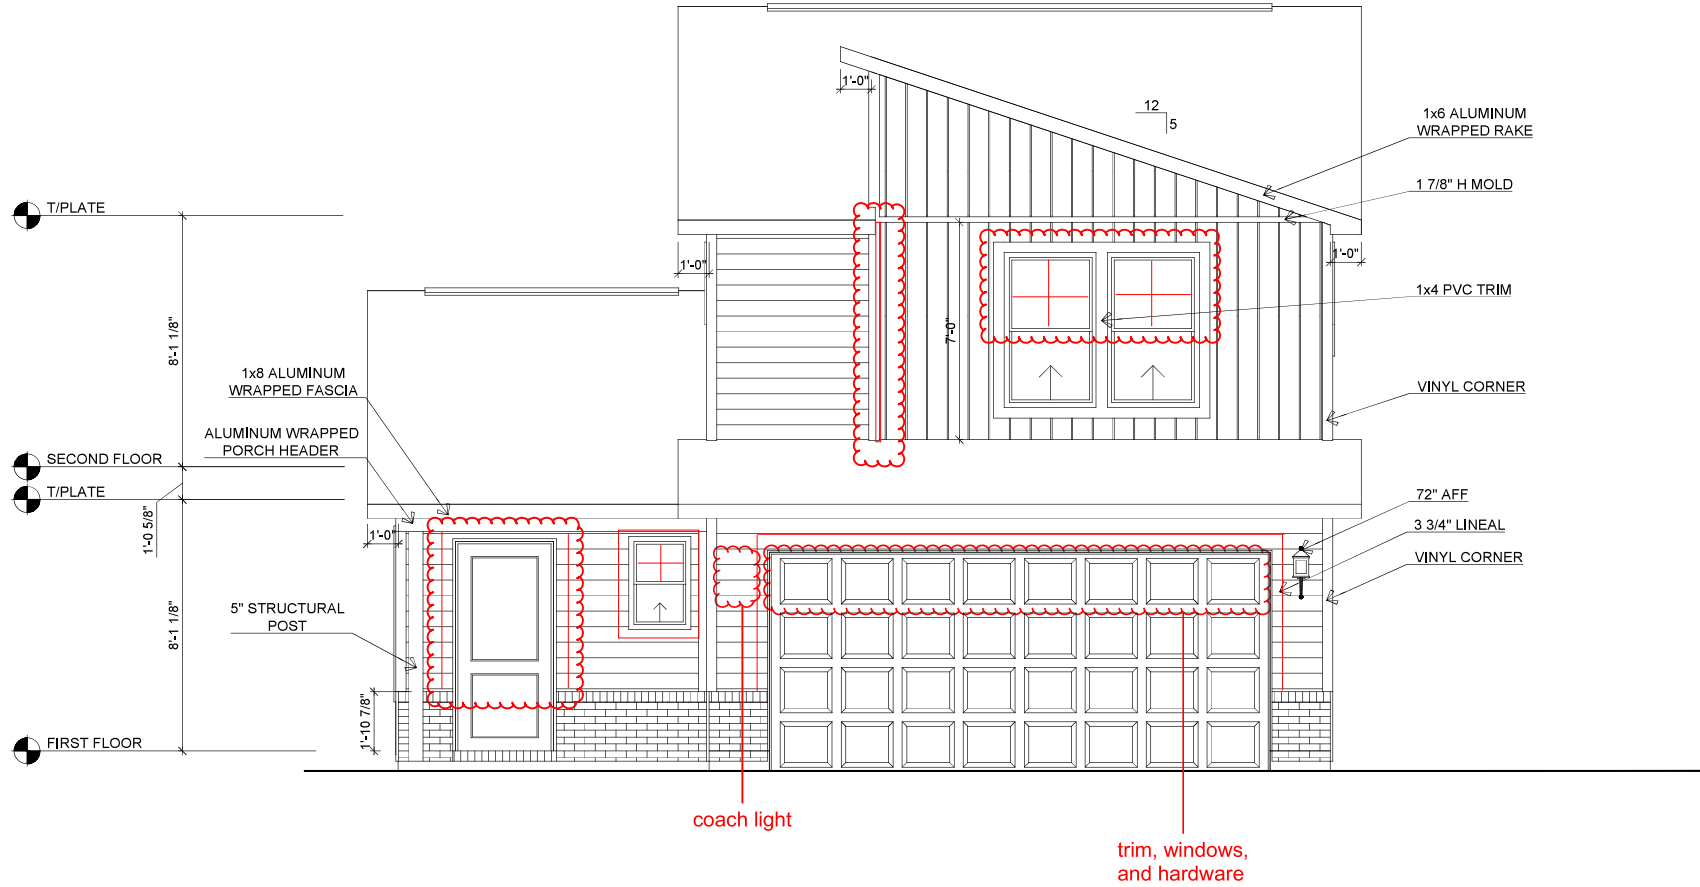 1'-0"
12
5
1x6 ALUMINUM
WRAPPED RAKE
1 7/8" H MOLD
T/PLATE
1'-0"
1'-0"
1x4 PVC TRIM
8'-1 1/8"
7'-0"
1x8 ALUMINUM
WRAPPED FASCIA
VINYL CORNER
ALUMINUM WRAPPED
PORCH HEADER
SECOND FLOOR
T/PLATE
1'-0 5/8"
1'-0"
72" AFF
3 3/4" LINEAL
VINYL CORNER
5" STRUCTURAL
POST
8'-1 1/8"
1'-10 7/8"
FIRST FLOOR
coach light
trim, windows,
and hardware